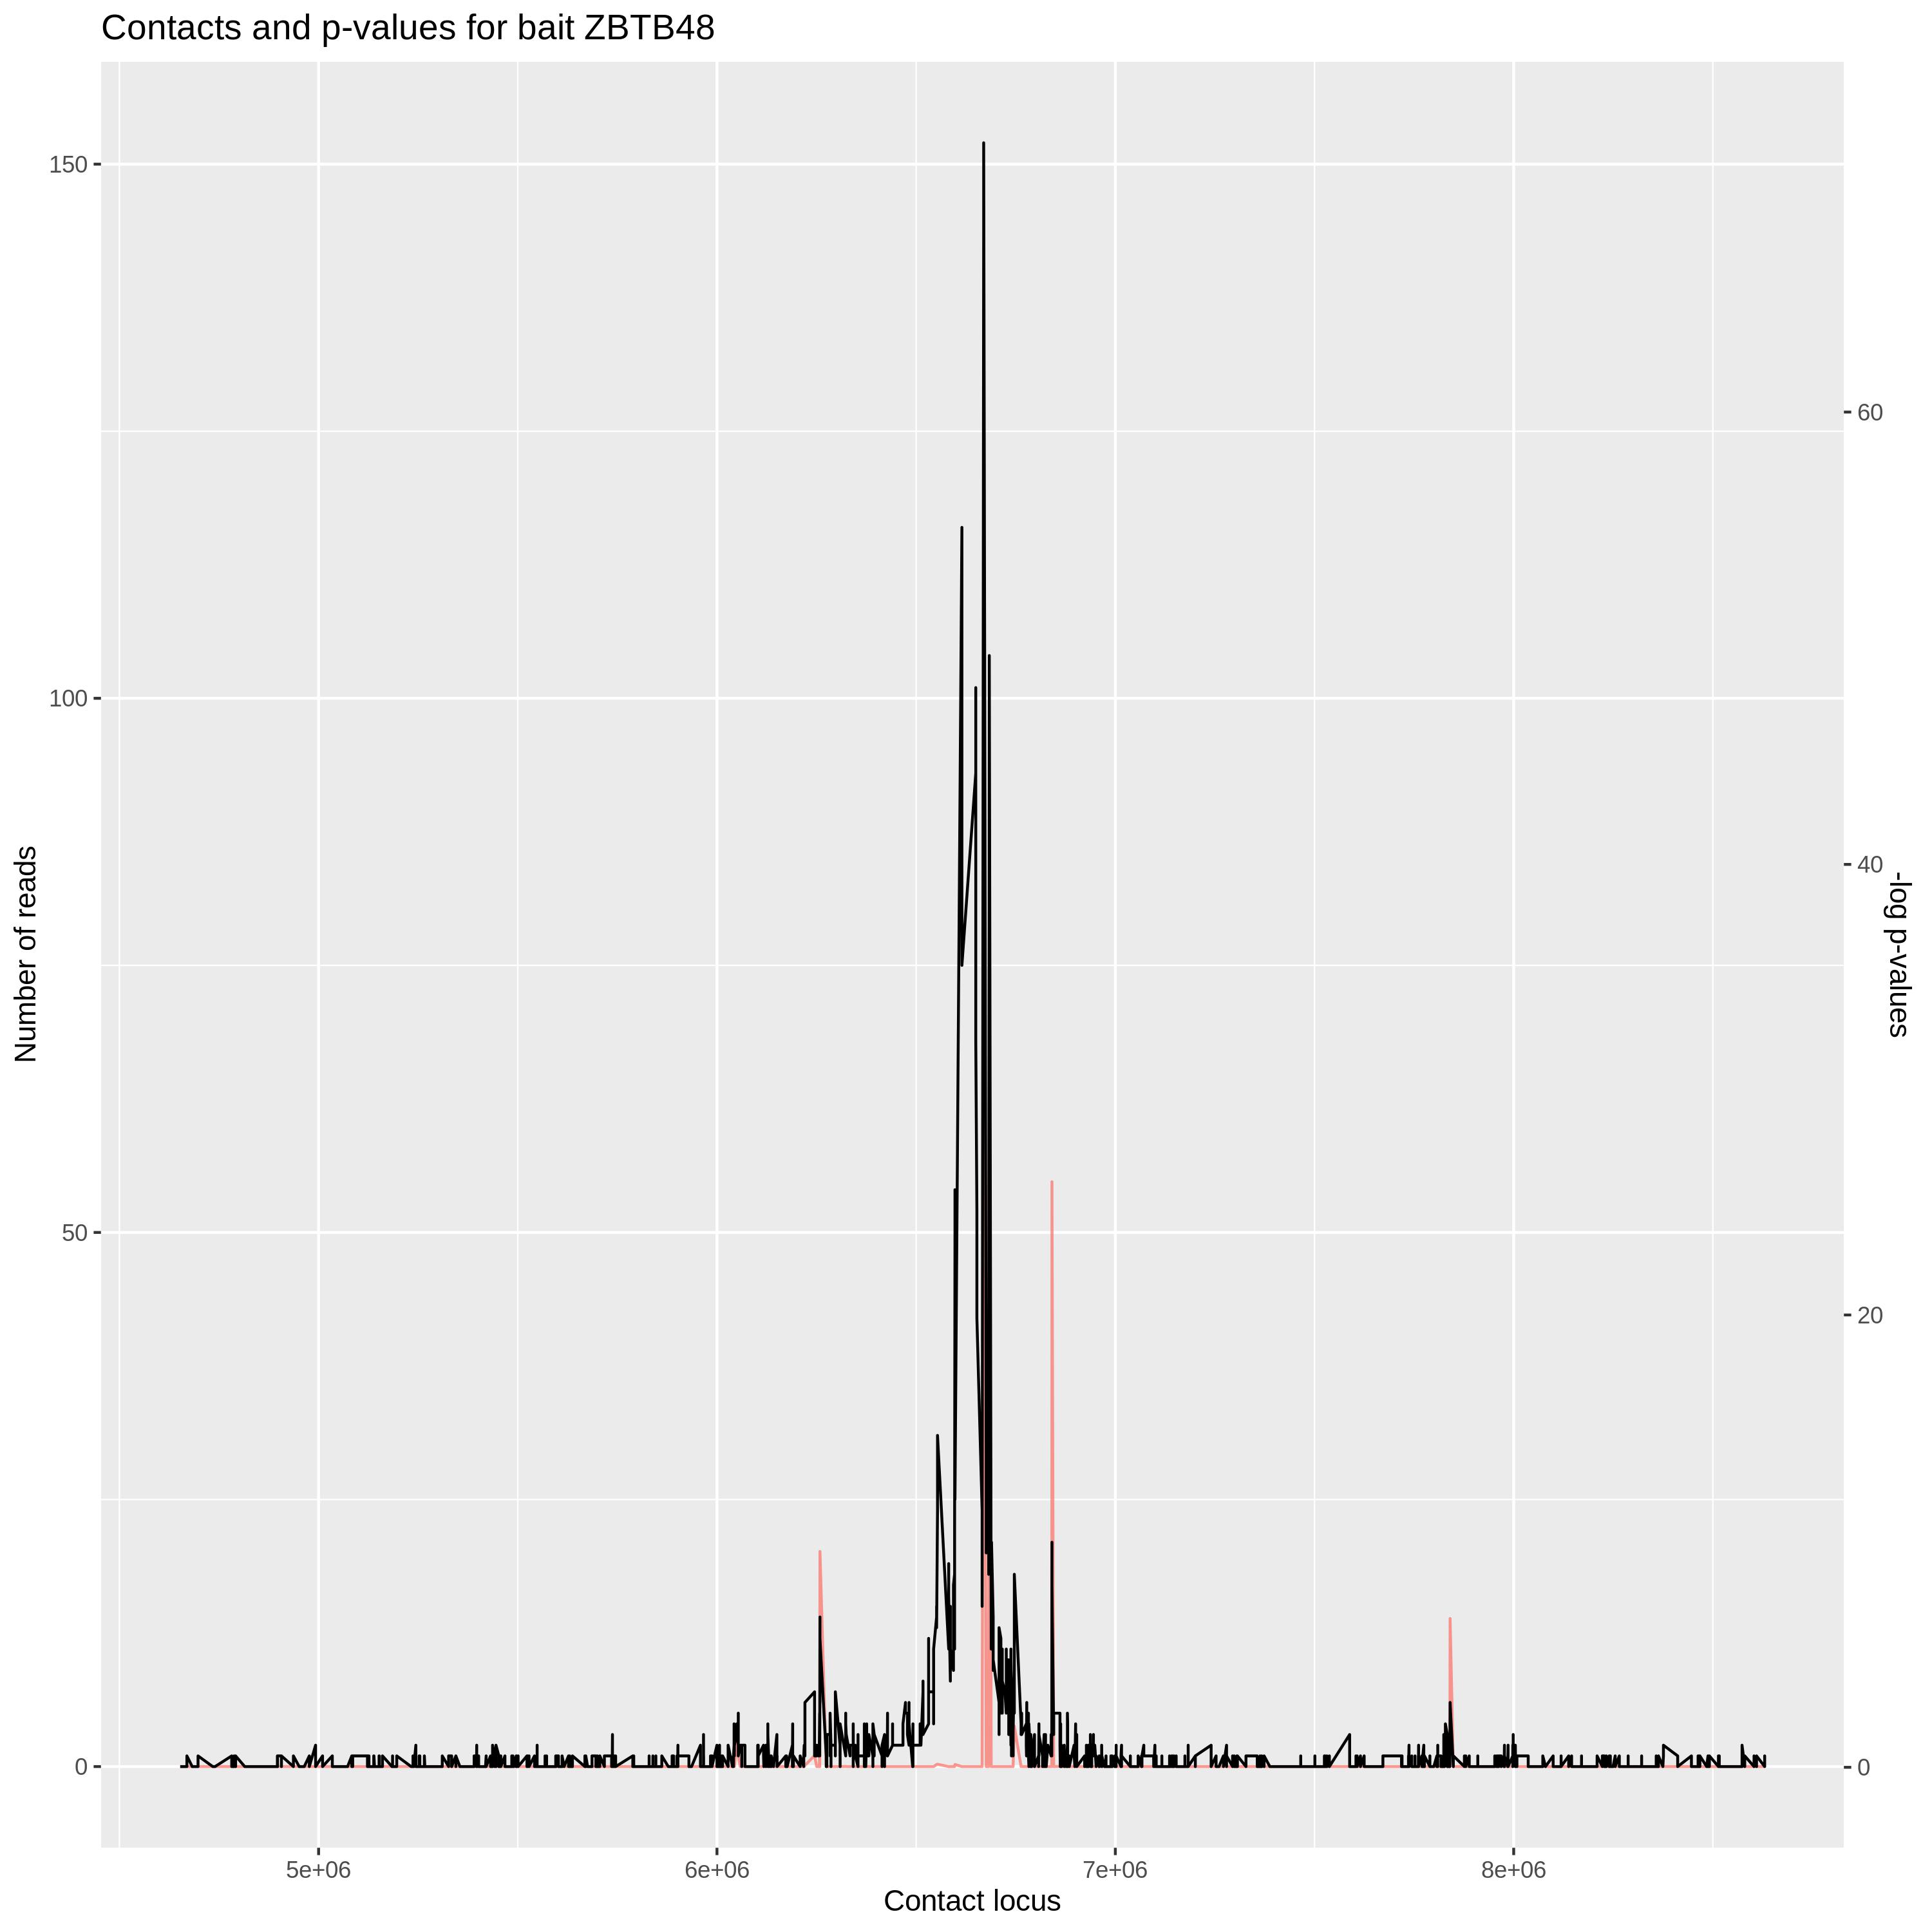 Contacts and p-values for bait ZBTB48
150
100
50
0
Number of reads
60
40
20
0
-log p-values
5e+06
6e+06
7e+06
8e+06
Contact locus